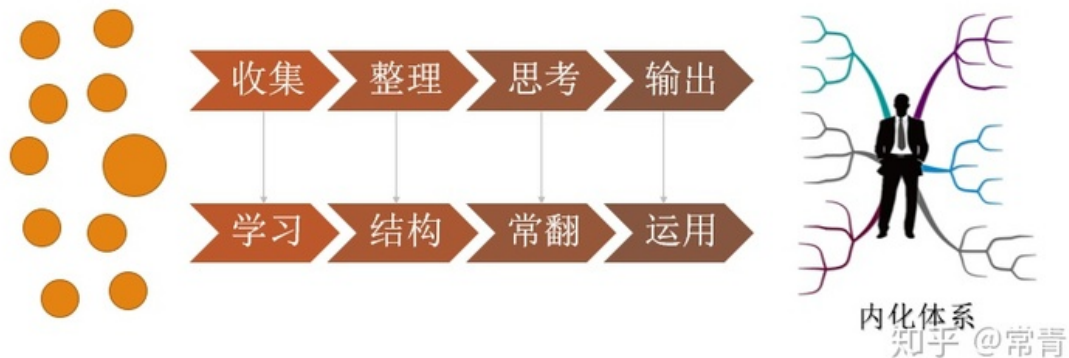 收集 整理 思考 输出
学习 结构 常翻 运用
内化体系
知乎 @常青